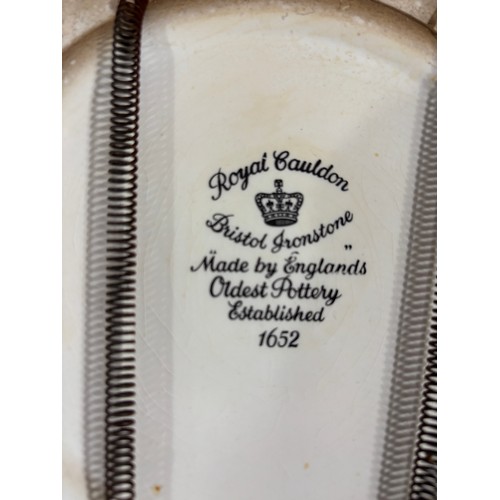 Royal Cauldon
Bristol Ironstone
"Made by Englands"
Oldest Pottery
Established
1652